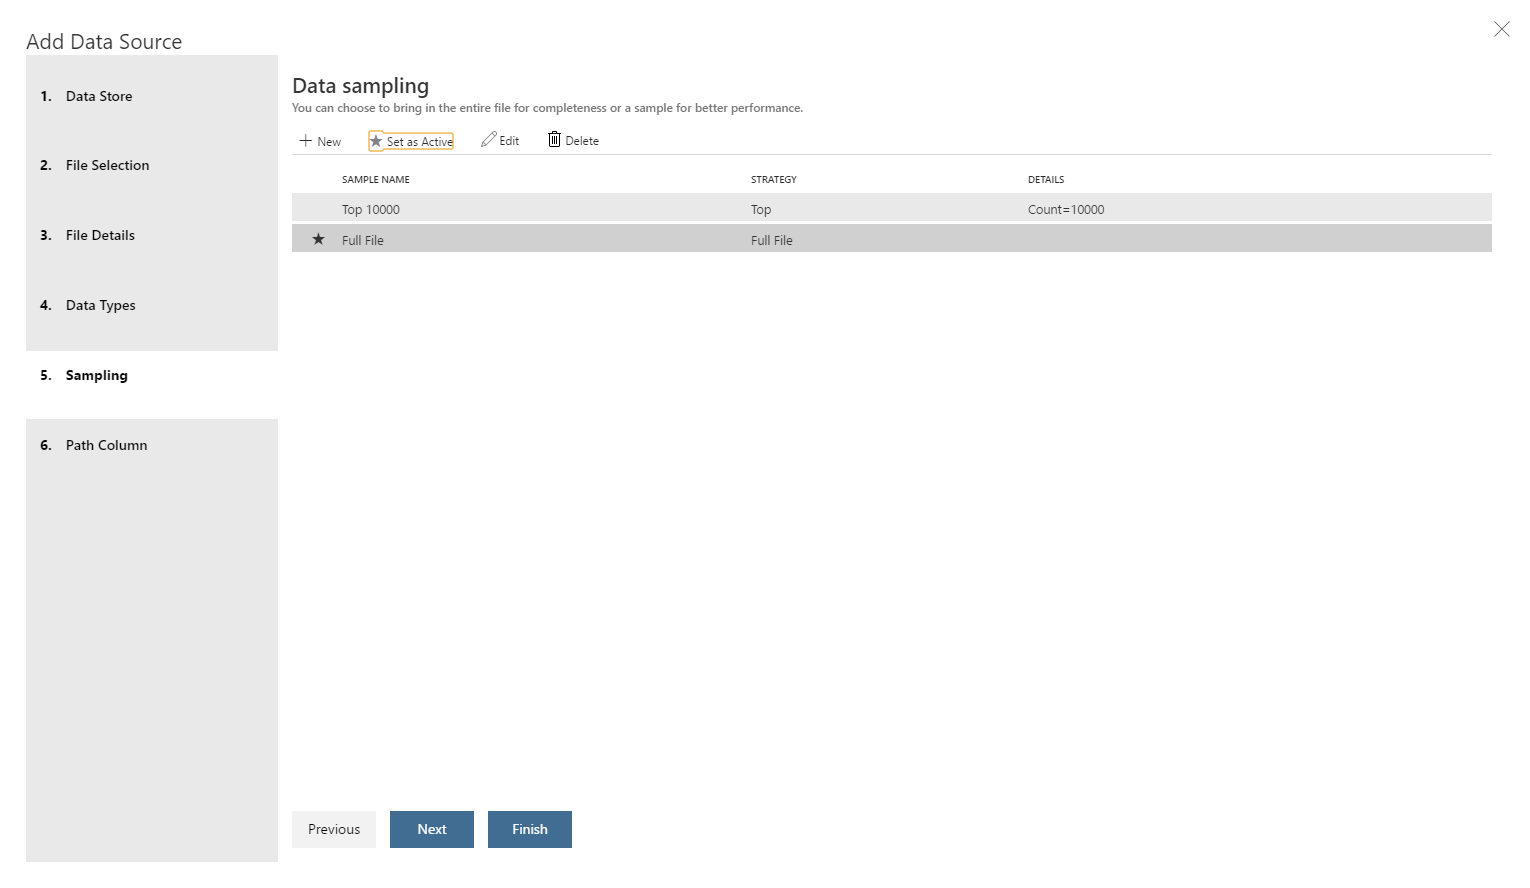 Add Data Source
1. Data Store
2. File Selection
3. File Details
4. Data Types
5. Sampling
6. Path Column
Data sampling
You can choose to bring in the entire file for completeness or a sample for better performance.
New Set as Active Edit Delete
SAMPLE NAME STRATEGY DETAILS
Top 10000 Top Count=10000
Full File Full File
Previous Next Finish